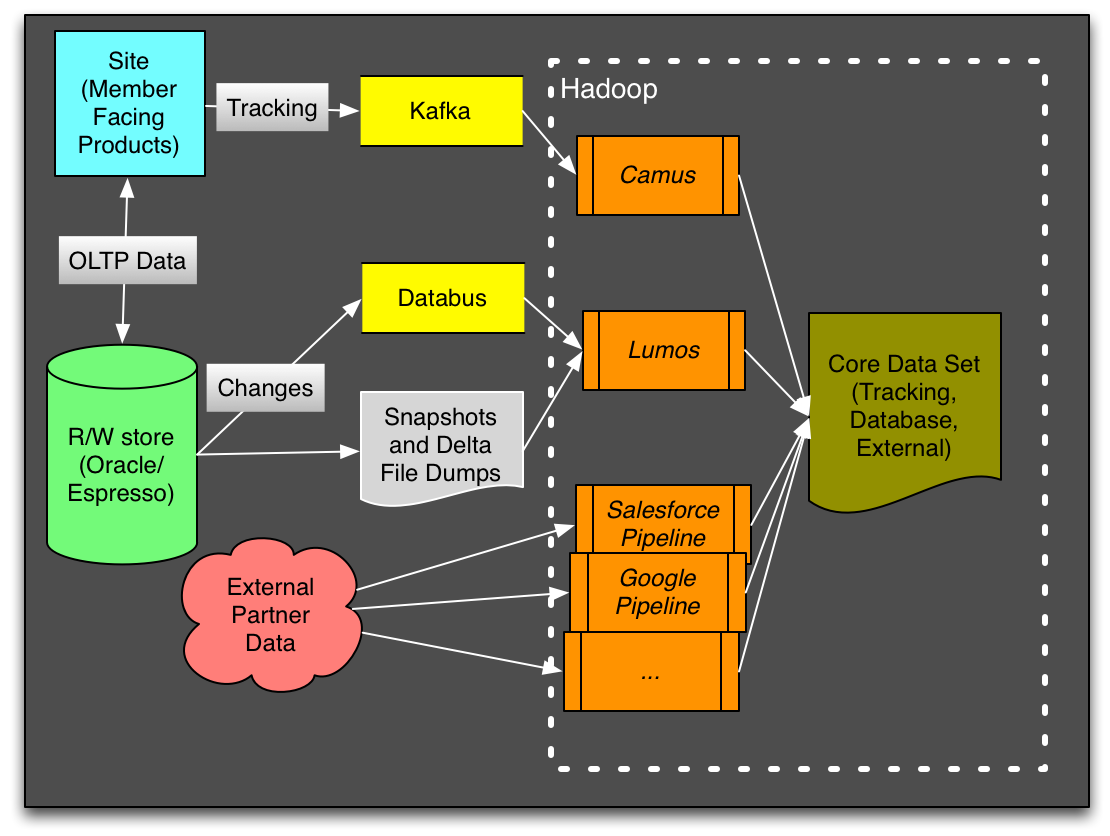 Site
(Member
Facing
Products)
Tracking
Kafka
Hadoop
Camus
OLTP Data
Databus
Lumos
Changes
R/W store
(Oracle/
Espresso)
Snapshots
and Delta
File Dumps
Core Data Set
(Tracking,
Database,
External)
External
Partner
Data
Salesforce
Pipeline
Google
Pipeline
...